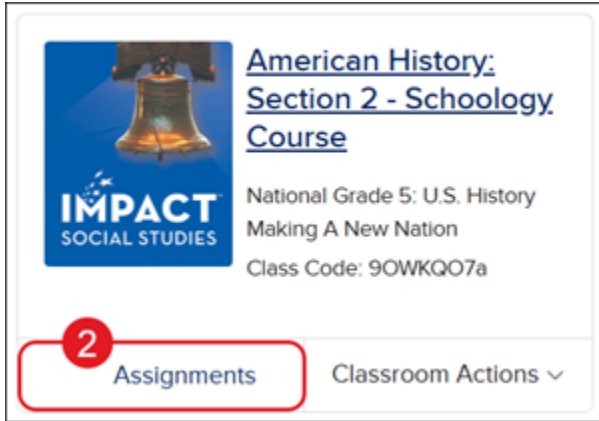 American History:
Section 2 - Schoology
Course
IMPACT
SOCIAL STUDIES
National Grade 5: U.S. History
Making A New Nation
Class Code: 9OWKQO7a
2
Assignments
Classroom Actions